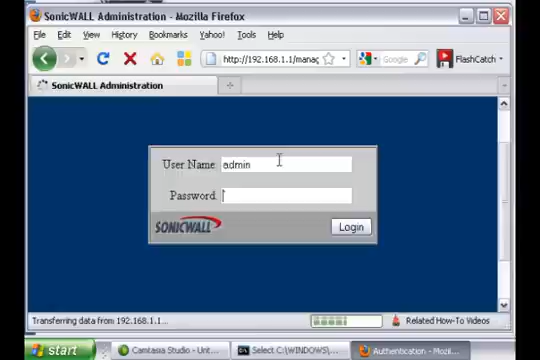 SonicWALL Administration - Mozilla Firefox
File Edit View History Bookmarks Yahoo! Tools Help
http://192.168.1.1/manag
Google
FlashCatch
SonicWALL Administration
User Name: admin
Password:
SONICWALL
Login
Transferring data from 192.168.1.1...
Related How-To Videos
start
Camtasia Studio - Unt...
Select C:\WINDOWS\...
Authentication - Mozil...